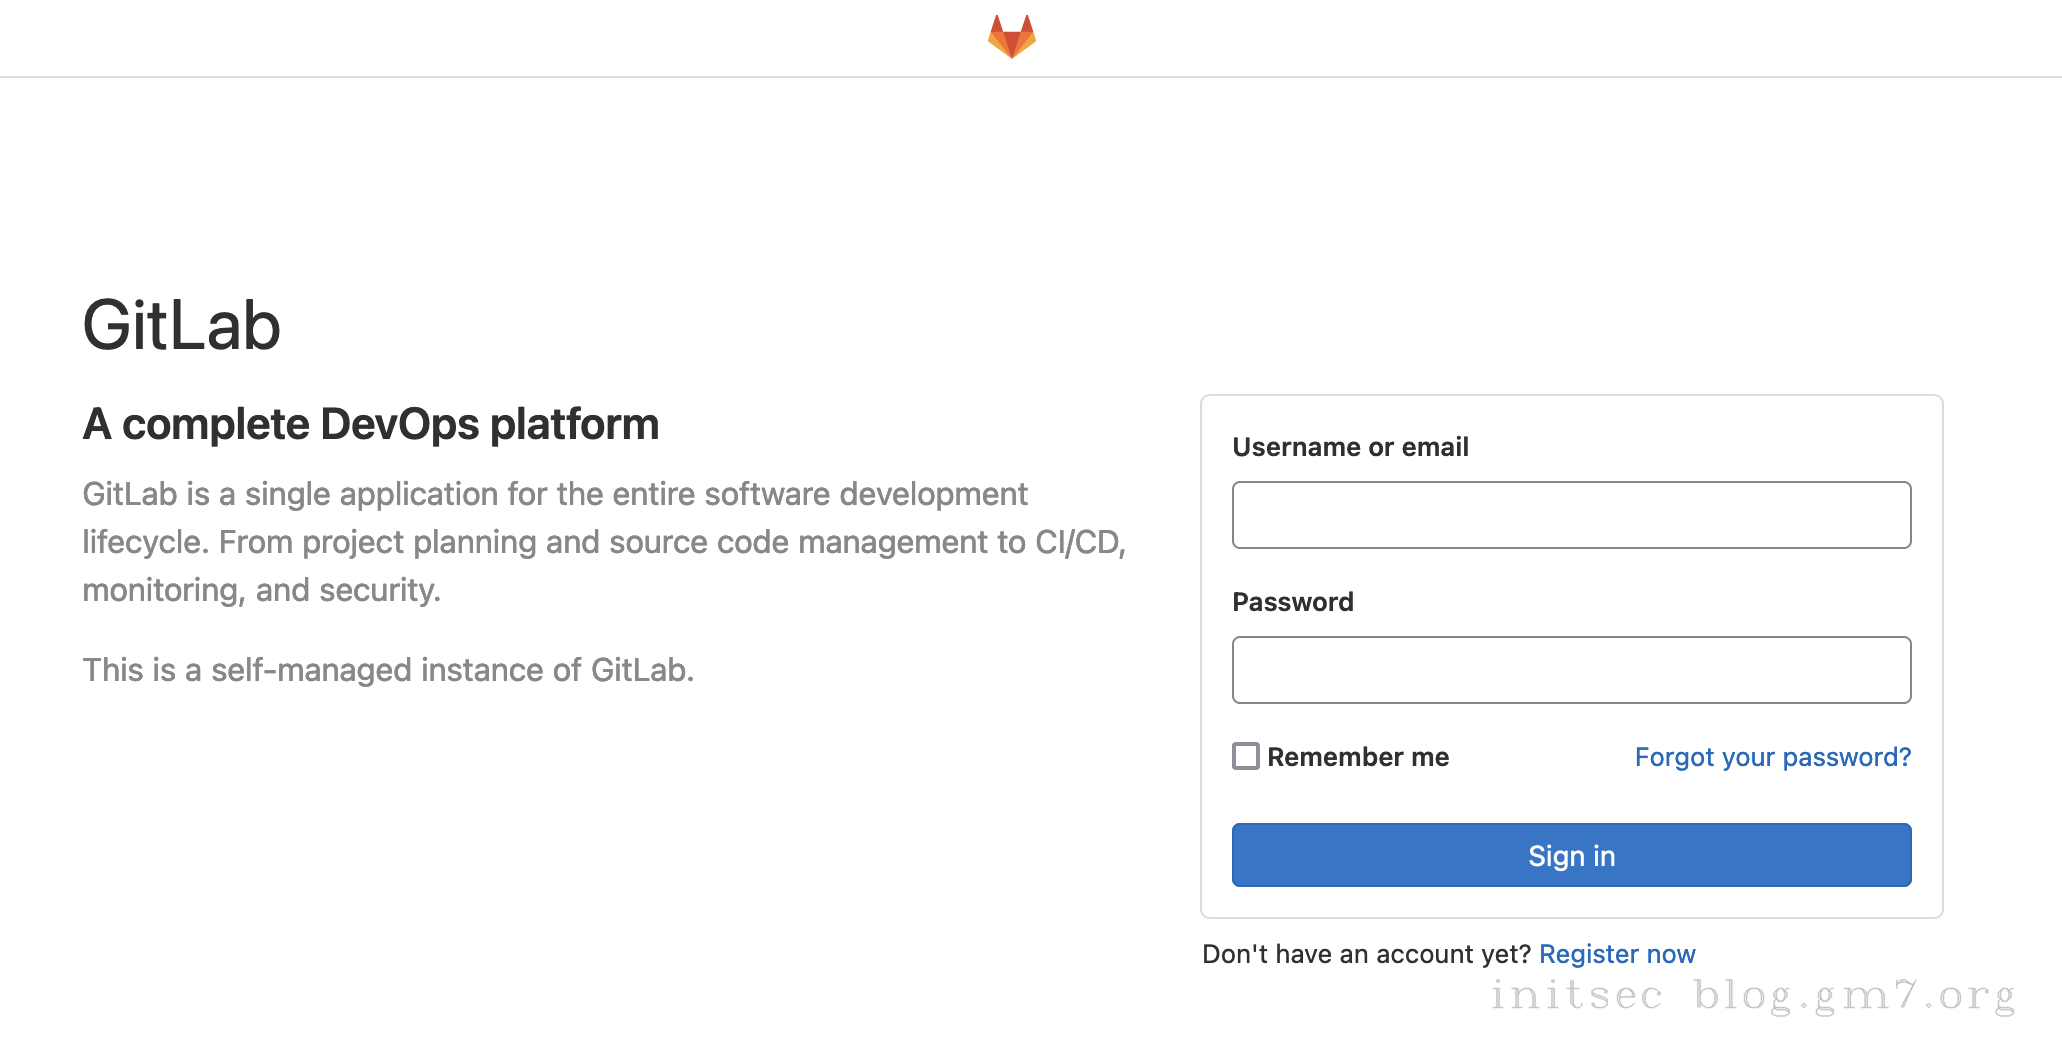 GitLab
A complete DevOps platform
GitLab is a single application for the entire software development
lifecycle. From project planning and source code management to CI/CD,
monitoring, and security.
This is a self-managed instance of GitLab.
Username or email
Password
Remember me
Forgot your password?
Sign in
Don't have an account yet? Register now
initsec blog.gm7.org